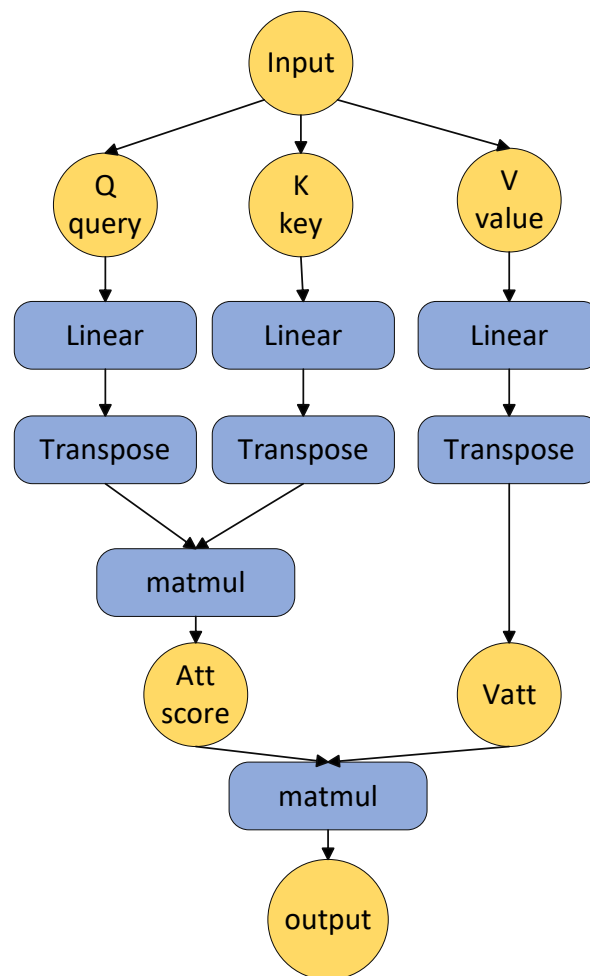 Input
Q
query
K
key
V
value
Linear
Linear
Linear
Transpose
Transpose
Transpose
matmul
Att
score
Vatt
matmul
output